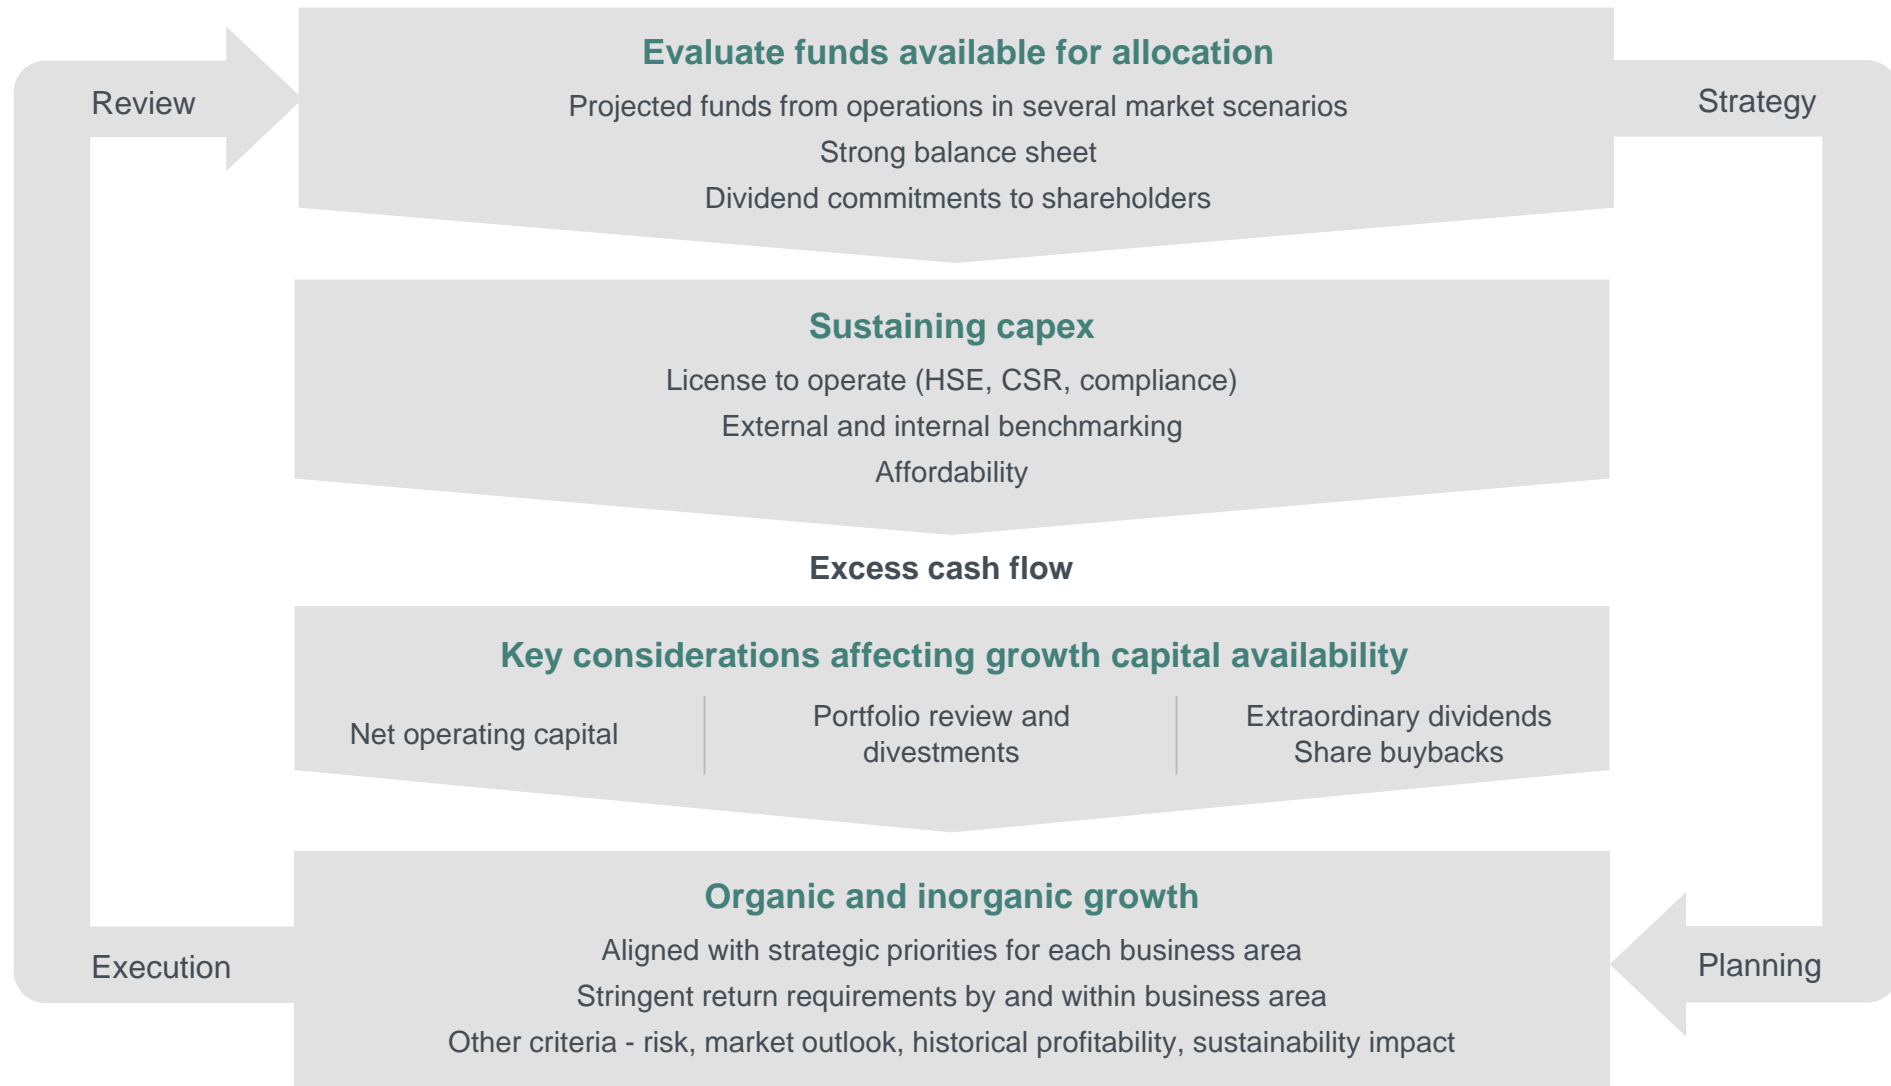 Evaluate funds available for allocation
Review
Projected funds from operations in several market scenarios
Strategy
Strong balance sheet
Dividend commitments to shareholders
Sustaining capex
License to operate (HSE, CSR, compliance)
External and internal benchmarking
Affordability
Excess cash flow
Key considerations affecting growth capital availability
Net operating capital
Portfolio review and
divestments
Extraordinary dividends
Share buybacks
Organic and inorganic growth
Aligned with strategic priorities for each business area
Execution
Planning
Stringent return requirements by and within business area
Other criteria - risk, market outlook, historical profitability, sustainability impact